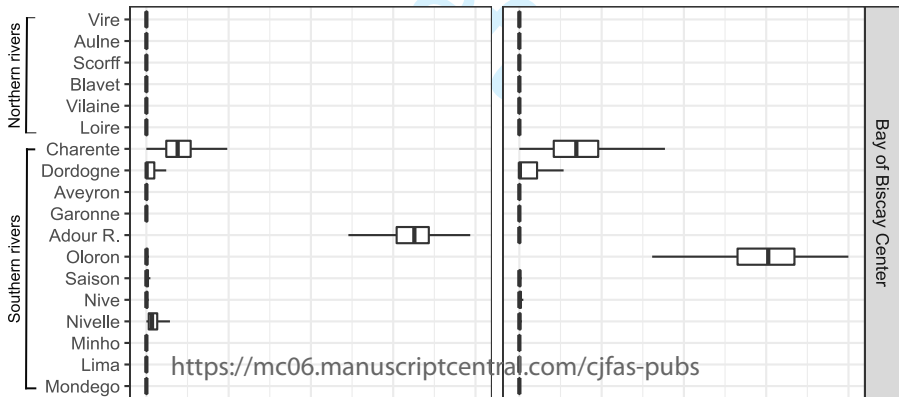 Northern rivers
Vire
Aulne
Scorff
Blavet
Vilaine
Loire
Southern rivers
Charente
Dordogne
Aveyron
Garonne
Adour R.
Oloron
Saison
Nive
Nivelle
Minho
Lima
Mondego
Bay of Biscay Center
https://mc06.manuscriptcentral.com/cjfas-pubs